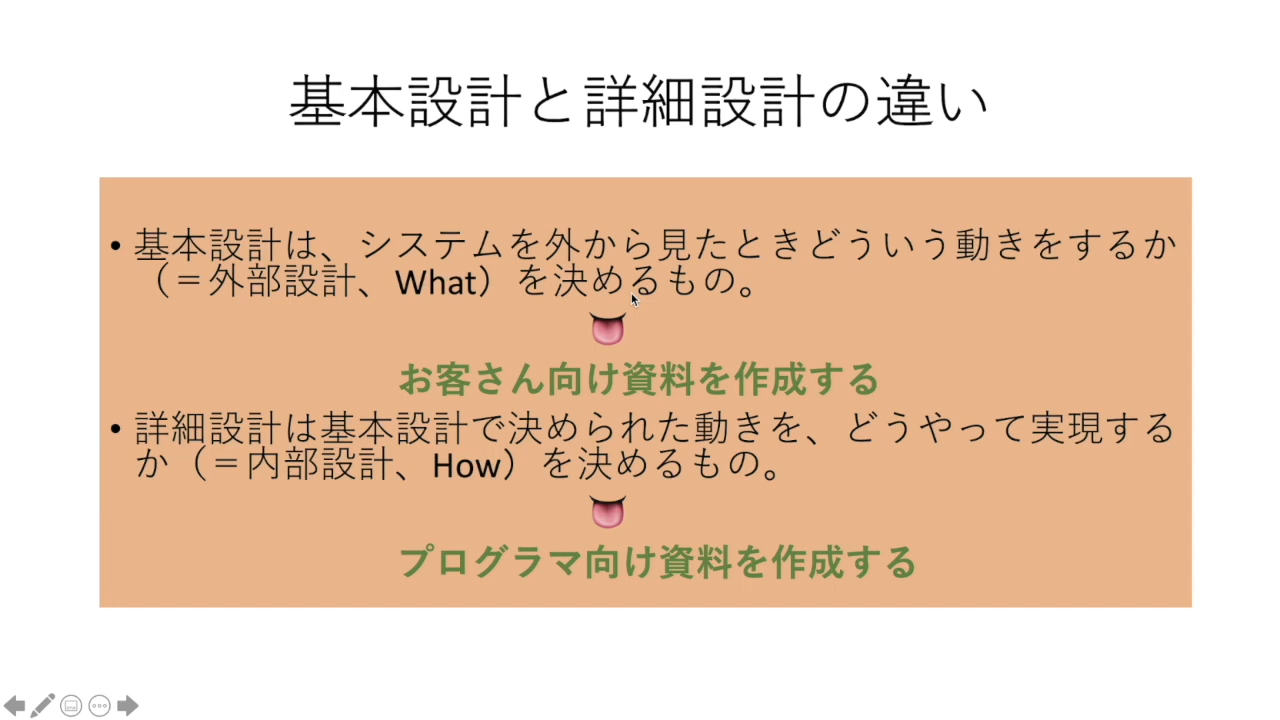 基本設計と詳細設計の違い
• 基本設計は、システムを外から見たときどういう動きをするか
（＝外部設計、What）を決めるもの。
👅
お客さん向け資料を作成する
• 詳細設計は基本設計で決められた動きを、どうやって実現する
か（＝内部設計、How）を決めるもの。
👅
プログラマ向け資料を作成する